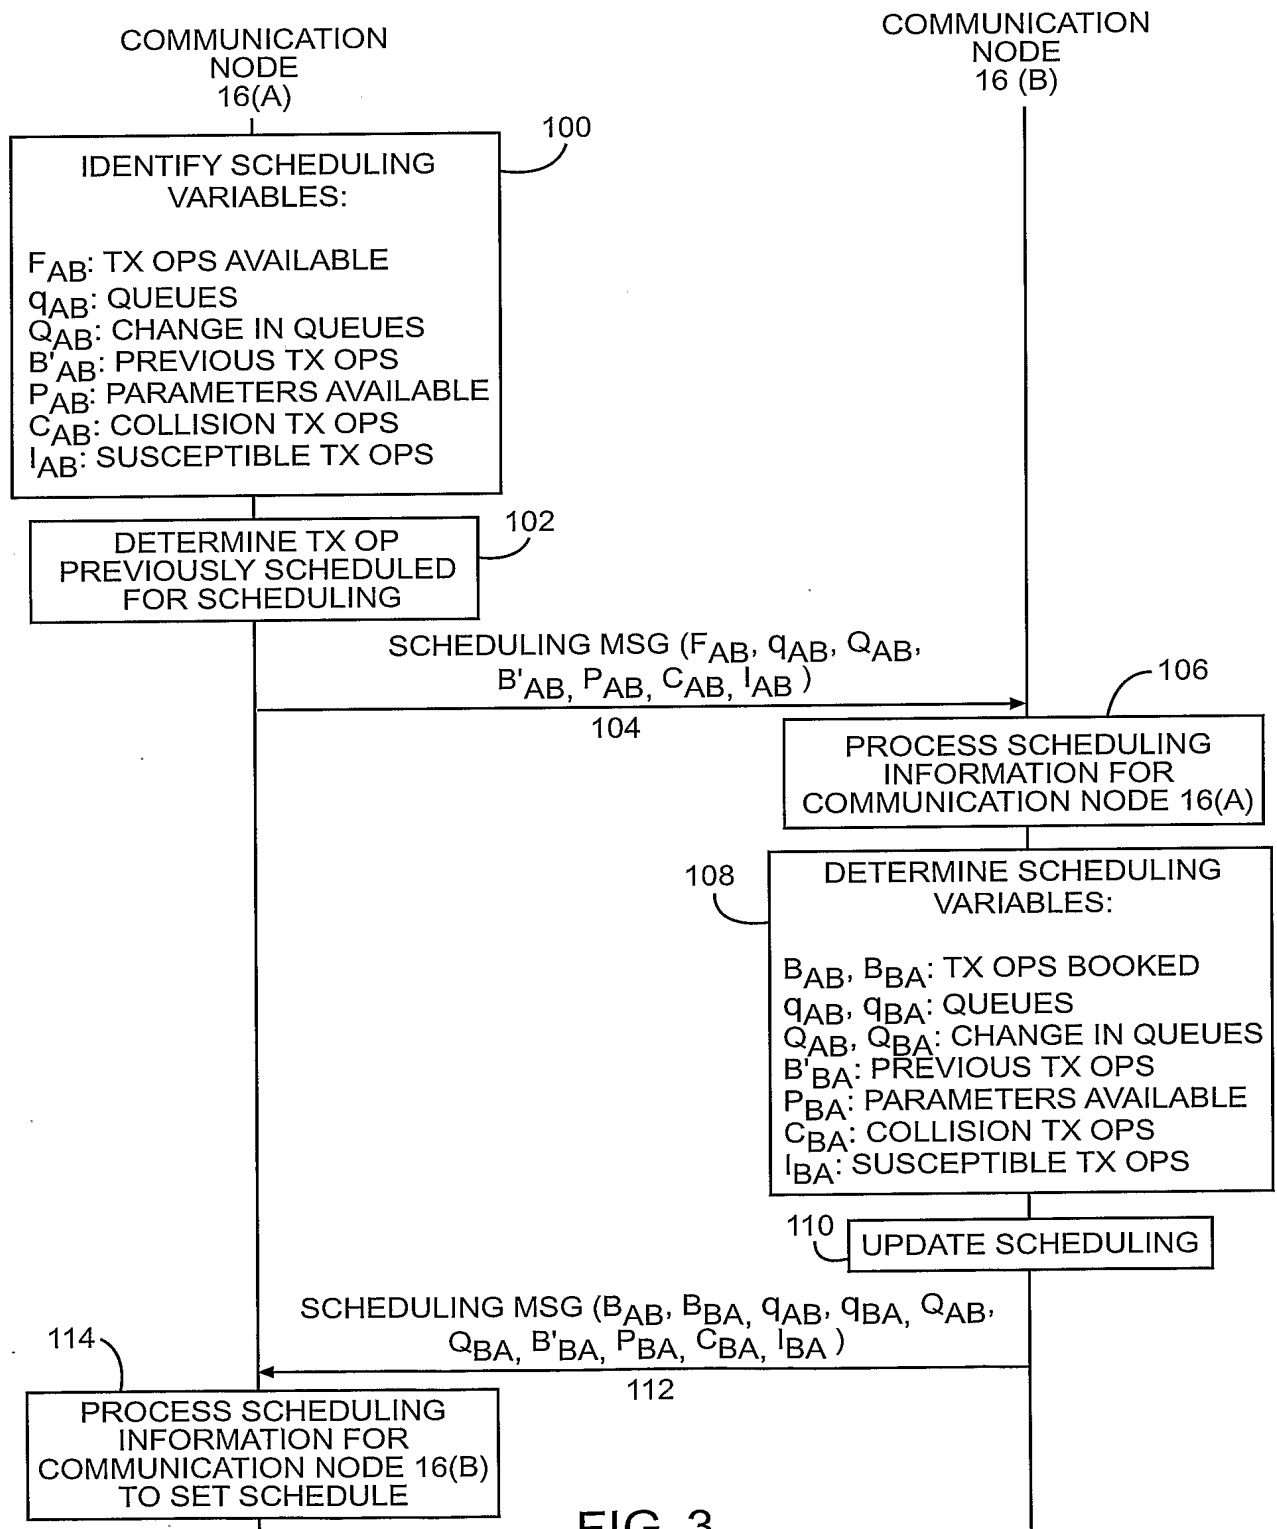 COMMUNICATION
NODE
16(A)
COMMUNICATION
NODE
16 (B)
100
IDENTIFY SCHEDULING
VARIABLES:
FAB: TX OPS AVAILABLE
qAB: QUEUES
QAB: CHANGE IN QUEUES
B'AB: PREVIOUS TX OPS
PAB: PARAMETERS AVAILABLE
CAB: COLLISION TX OPS
IAB: SUSCEPTIBLE TX OPS
102
DETERMINE TX OP
PREVIOUSLY SCHEDULED
FOR SCHEDULING
SCHEDULING MSG (FAB, qAB, QAB,
B'AB, PAB, CAB, IAB )
104
106
PROCESS SCHEDULING
INFORMATION FOR
COMMUNICATION NODE 16(A)
108
DETERMINE SCHEDULING
VARIABLES:
BAB, BBA: TX OPS BOOKED
qAB, qBA: QUEUES
QAB, QBA: CHANGE IN QUEUES
B'BA: PREVIOUS TX OPS
PBA: PARAMETERS AVAILABLE
CBA: COLLISION TX OPS
IBA: SUSCEPTIBLE TX OPS
110
UPDATE SCHEDULING
SCHEDULING MSG (BAB, BBA, qAB, qBA, QAB,
QBA, B'BA, PBA, CBA, IBA )
112
114
PROCESS SCHEDULING
INFORMATION FOR
COMMUNICATION NODE 16(B)
TO SET SCHEDULE
FIG. 3